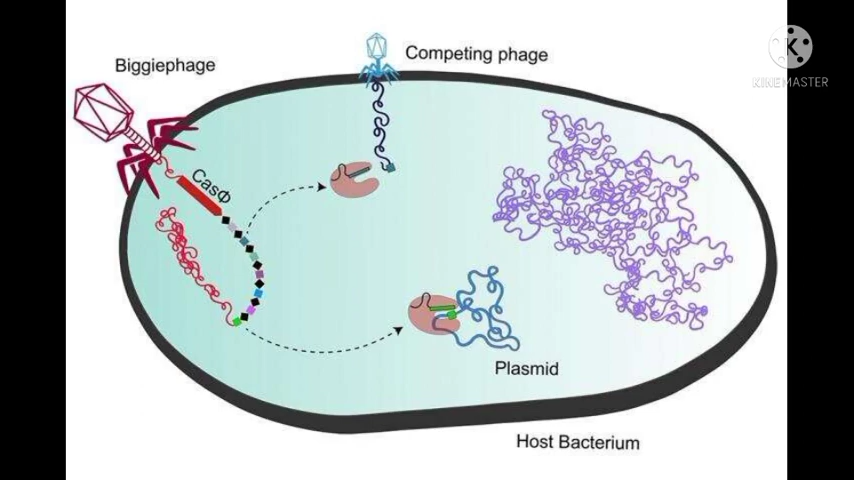 Biggiephage
Competing phage
K
KINEMASTER
CasΦ
Plasmid
Host Bacterium